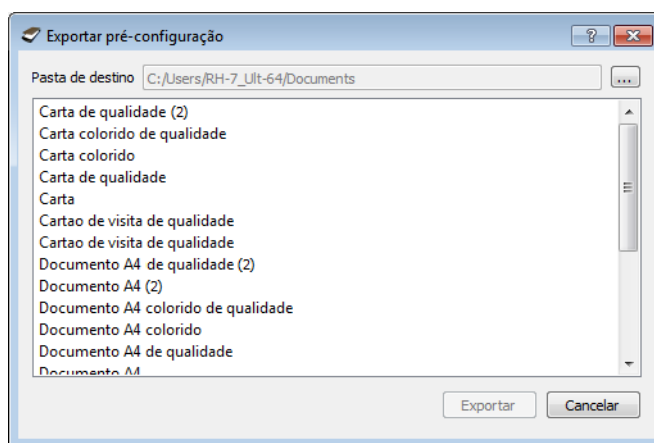 Exportar pré-configuração
Pasta de destino C:/Users/RH-7_Ult-64/Documents ...
Carta de qualidade (2)
Carta colorido de qualidade
Carta colorido
Carta de qualidade
Carta
Cartao de visita de qualidade
Cartao de visita de qualidade
Documento A4 de qualidade (2)
Documento A4 (2)
Documento A4 colorido de qualidade
Documento A4 colorido
Documento A4 de qualidade
Documento A4
Exportar Cancelar